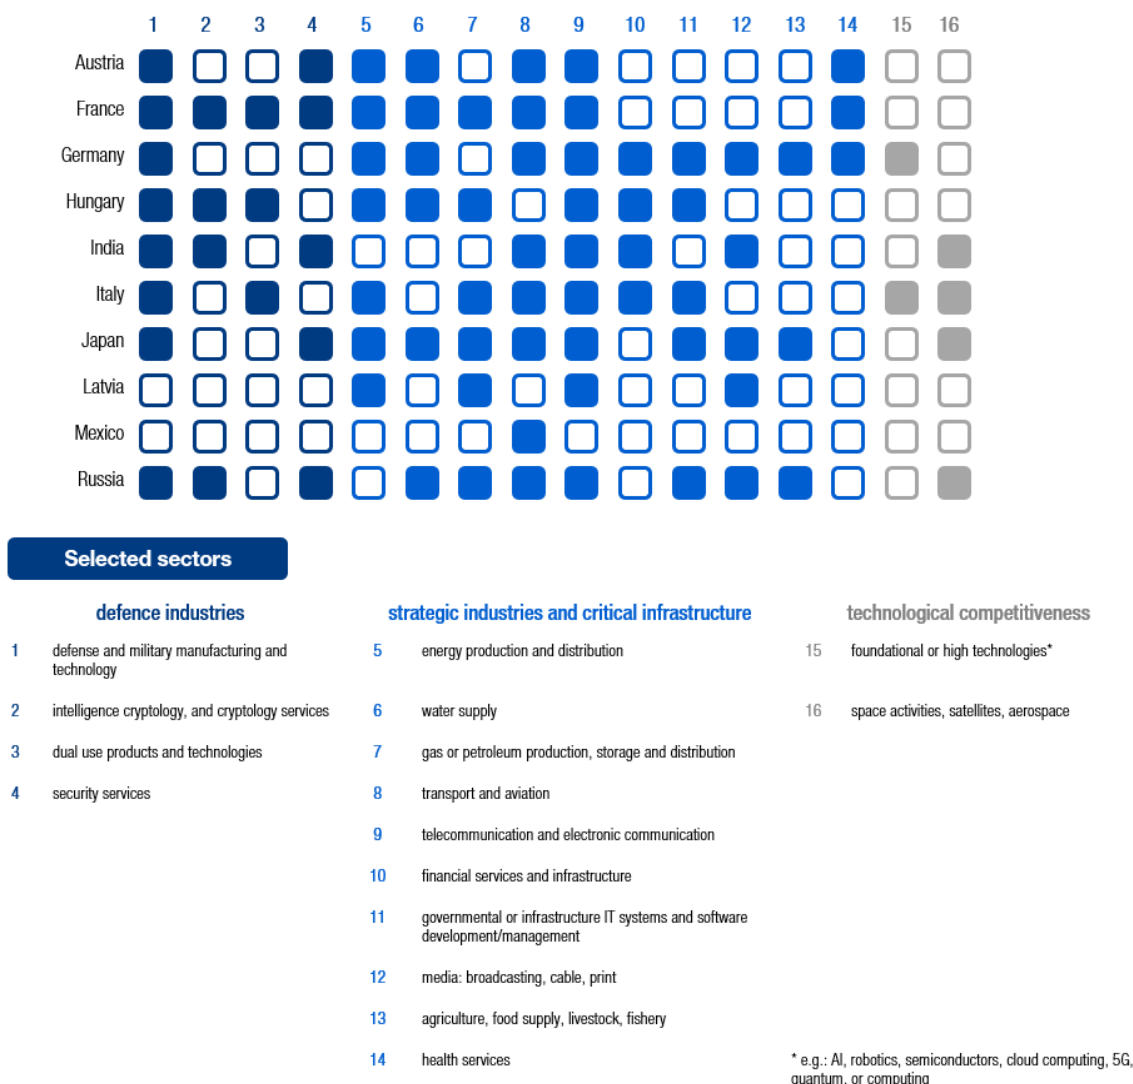 1 2 3 4 5 6 7 8 9 10 11 12 13 14 15 16
Austria
France
Germany
Hungary
India
Italy
Japan
Latvia
Mexico
Russia
Selected sectors
defence industries
1 defense and military manufacturing and
technology
2 intelligence cryptology, and cryptology services
3 dual use products and technologies
4 security services
strategic industries and critical infrastructure
5 energy production and distribution
6 water supply
7 gas or petroleum production, storage and distribution
8 transport and aviation
9 telecommunication and electronic communication
10 financial services and infrastructure
11 governmental or infrastructure IT systems and software
development/management
12 media: broadcasting, cable, print
13 agriculture, food supply, livestock, fishery
14 health services
technological competitiveness
15 foundational or high technologies*
16 space activities, satellites, aerospace
* e.g.: AI, robotics, semiconductors, cloud computing, 5G,
quantum, or computing